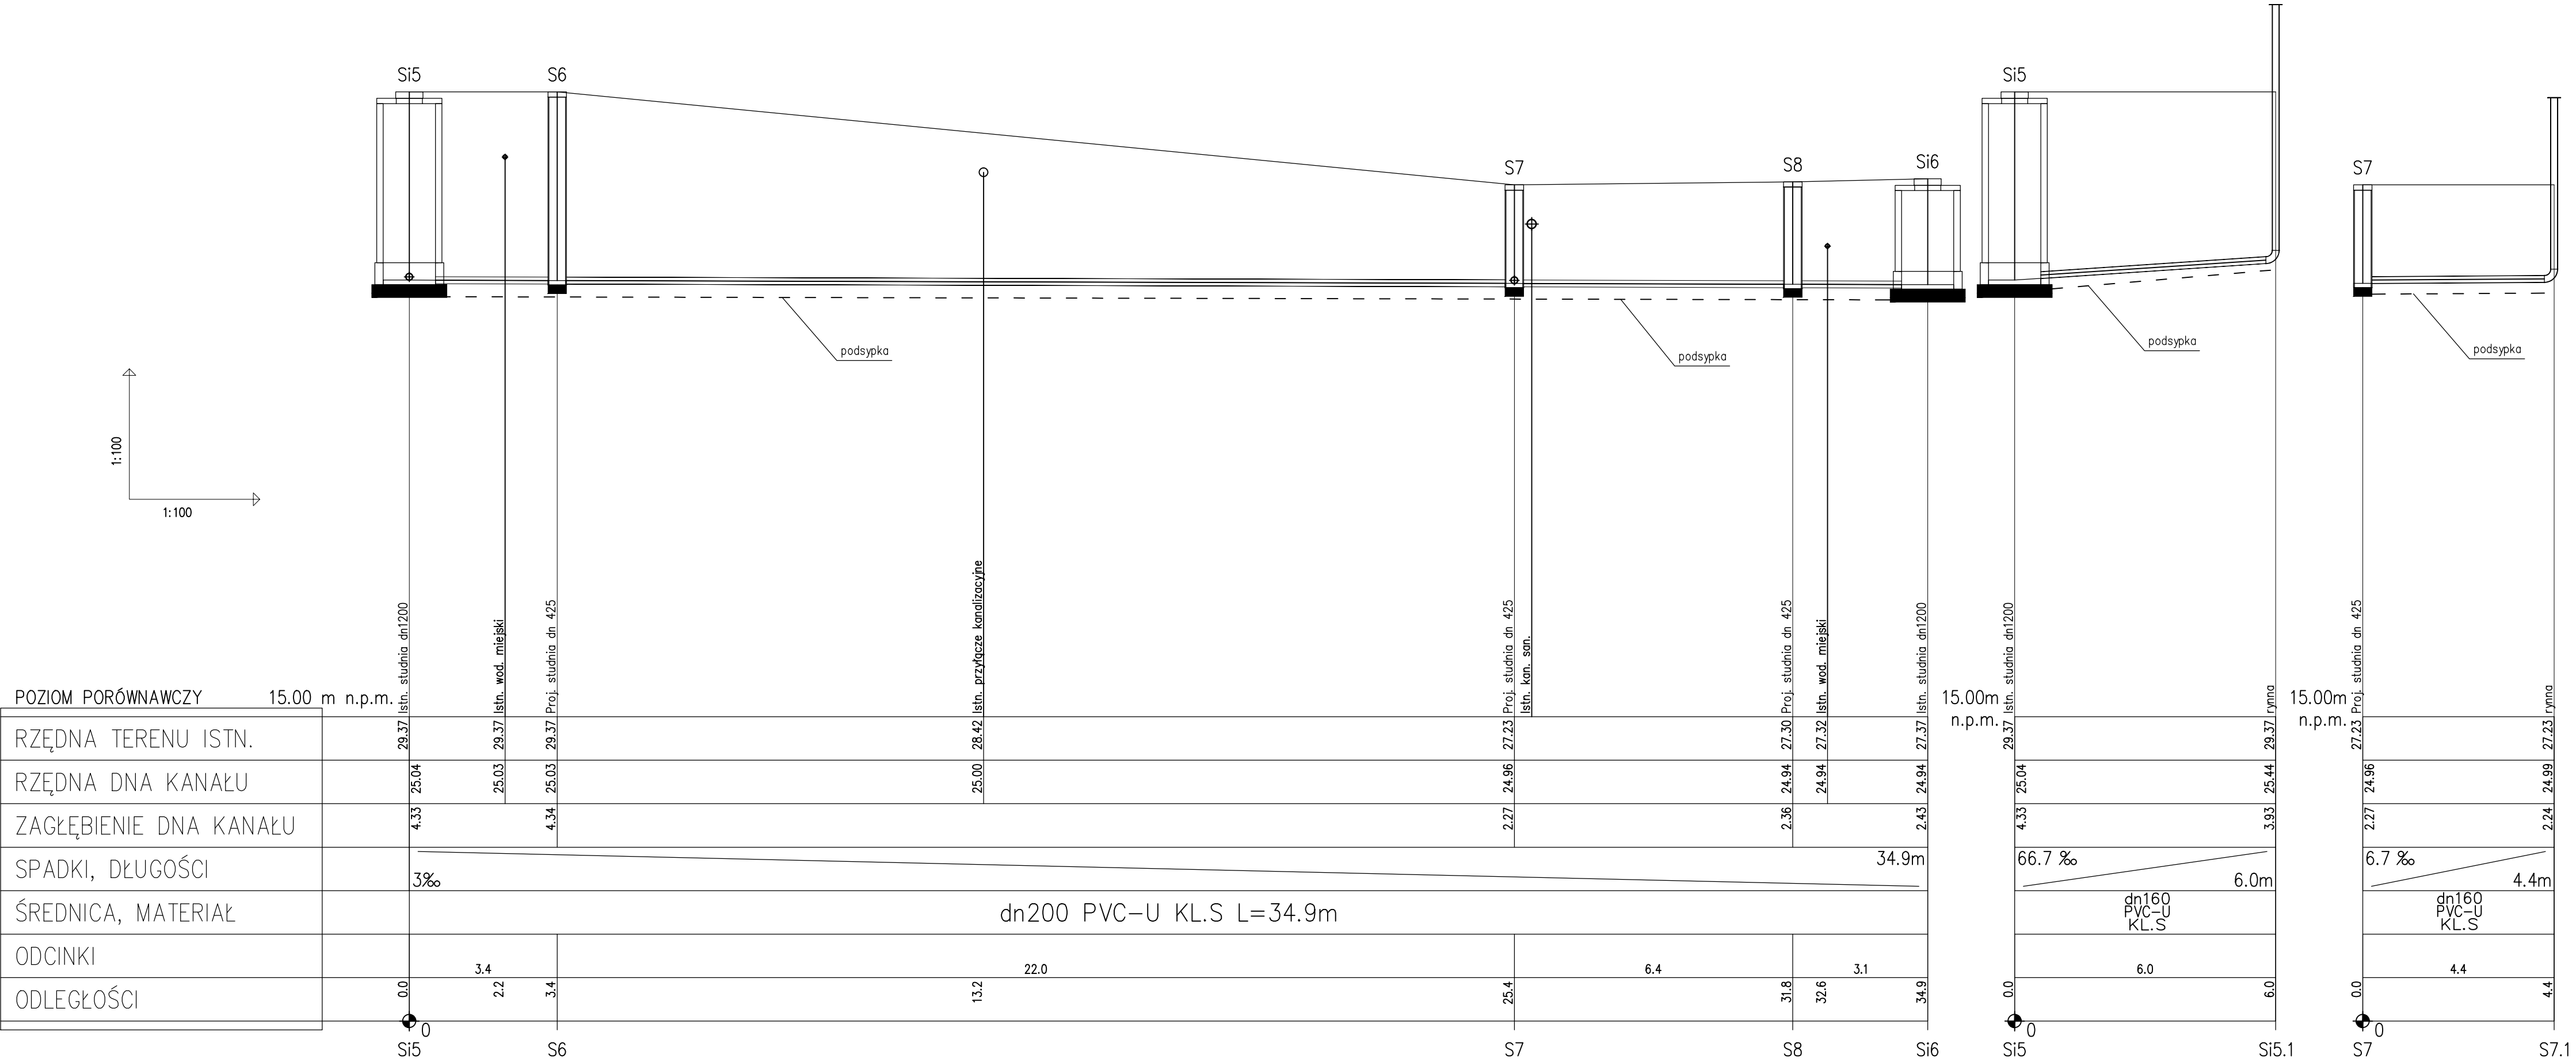 Si5 S6 S7 S8 Si6 Si5 S7
podsypka podsypka podsypka podsypka
1:100
1:100
Istn. studnia dn1200
Istn. wod. miejski
Proj. studnia dn 425
Istn. przyłącze kanalizacyjne
Proj. studnia dn 425
Istn. kan. san.
Proj. studnia dn 425
Istn. wod. miejski
Istn. studnia dn1200
Istn. studnia dn1200
rynna
Proj. studnia dn 425
rynna
POZIOM PORÓWNAWCZY 15.00 m n.p.m.
15.00m
n.p.m.
15.00m
n.p.m.
RZĘDNA TERENU ISTN. 29.37 29.37 29.37 28.42 27.23 27.30 27.32 27.37 29.37 29.37 27.23 27.23
RZĘDNA DNA KANAŁU 25.04 25.03 25.03 25.00 24.96 24.94 24.94 24.94 25.04 25.44 24.96 24.99
ZAGŁĘBIENIE DNA KANAŁU 4.33 4.34 2.27 2.36 2.43 4.33 3.93 2.27 2.24
SPADKI, DŁUGOŚCI 3‰ 34.9m 66.7 ‰ 6.0m 6.7 ‰ 4.4m
ŚREDNICA, MATERIAŁ dn200 PVC-U KL.S L=34.9m
dn160
PVC-U
KL.S
dn160
PVC-U
KL.S
ODCINKI 3.4 22.0 6.4 3.1 6.0 4.4
ODLEGŁOŚCI 0.0 2.2 3.4 13.2 25.4 31.8 32.6 34.9 0.0 6.0 0.0 4.4
0 0 0
Si5 S6 S7 S8 Si6 Si5 Si5.1 S7 S7.1